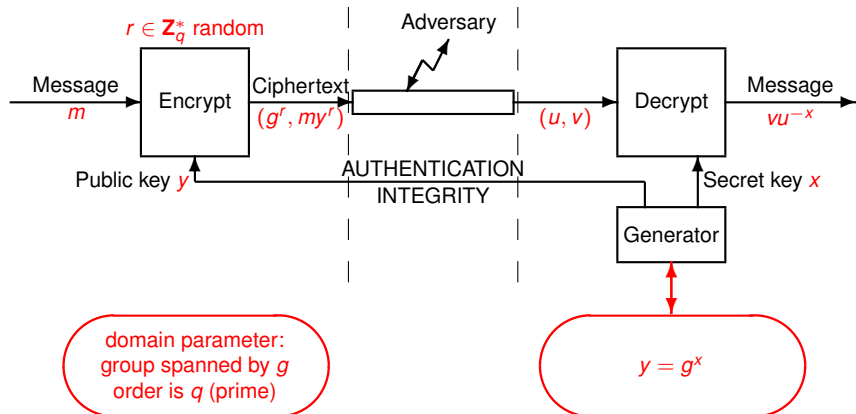 r ∈ Z*_q random
Adversary
Message
m
Encrypt
Ciphertext
(g^r, my^r)
(u, v)
Decrypt
Message
vu^−x
Public key y
AUTHENTICATION
INTEGRITY
Secret key x
Generator
domain parameter:
group spanned by g
order is q (prime)
y = g^x